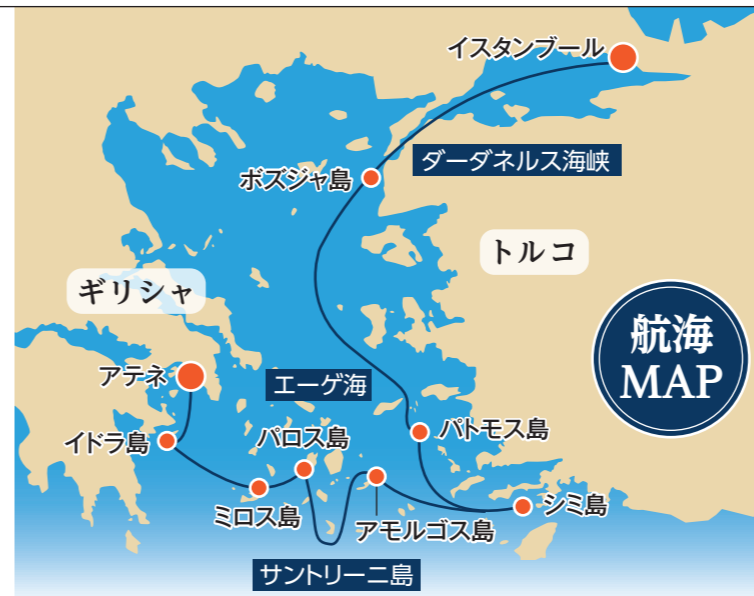 イスタンブール
ダーダネルス海峡
ボズジャ島
トルコ
ギリシャ
航海
MAP
アテネ
エーゲ海
イドラ島
パロス島
パトモス島
ミロス島
アモルゴス島
シミ島
サントリーニ島